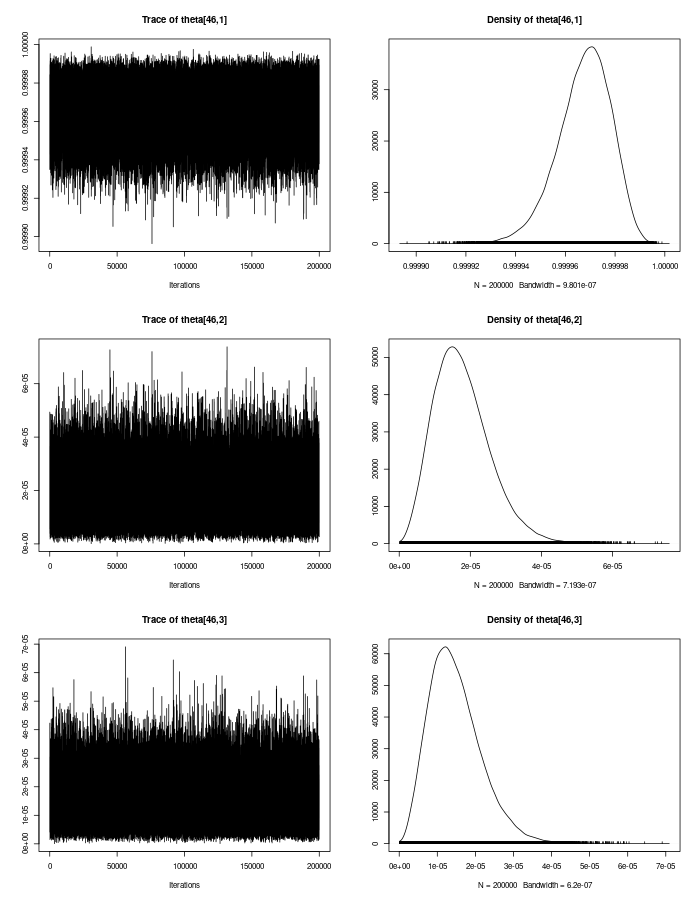 Trace of theta[46,1]
0.99990 0.99992 0.99994 0.99996 0.99998 1.00000
0 50000 100000 150000 200000
Iterations
Density of theta[46,1]
0 10000 20000 30000
0.99990 0.99992 0.99994 0.99996 0.99998 1.00000
N = 200000 Bandwidth = 9.801e-07
Trace of theta[46,2]
0e+00 2e-05 4e-05 6e-05
0 50000 100000 150000 200000
Iterations
Density of theta[46,2]
0 10000 20000 30000 40000 50000
0e+00 2e-05 4e-05 6e-05
N = 200000 Bandwidth = 7.193e-07
Trace of theta[46,3]
0e+00 1e-05 2e-05 3e-05 4e-05 5e-05 6e-05 7e-05
0 50000 100000 150000 200000
Iterations
Density of theta[46,3]
0 10000 20000 30000 40000 50000 60000
0e+00 1e-05 2e-05 3e-05 4e-05 5e-05 6e-05 7e-05
N = 200000 Bandwidth = 6.2e-07